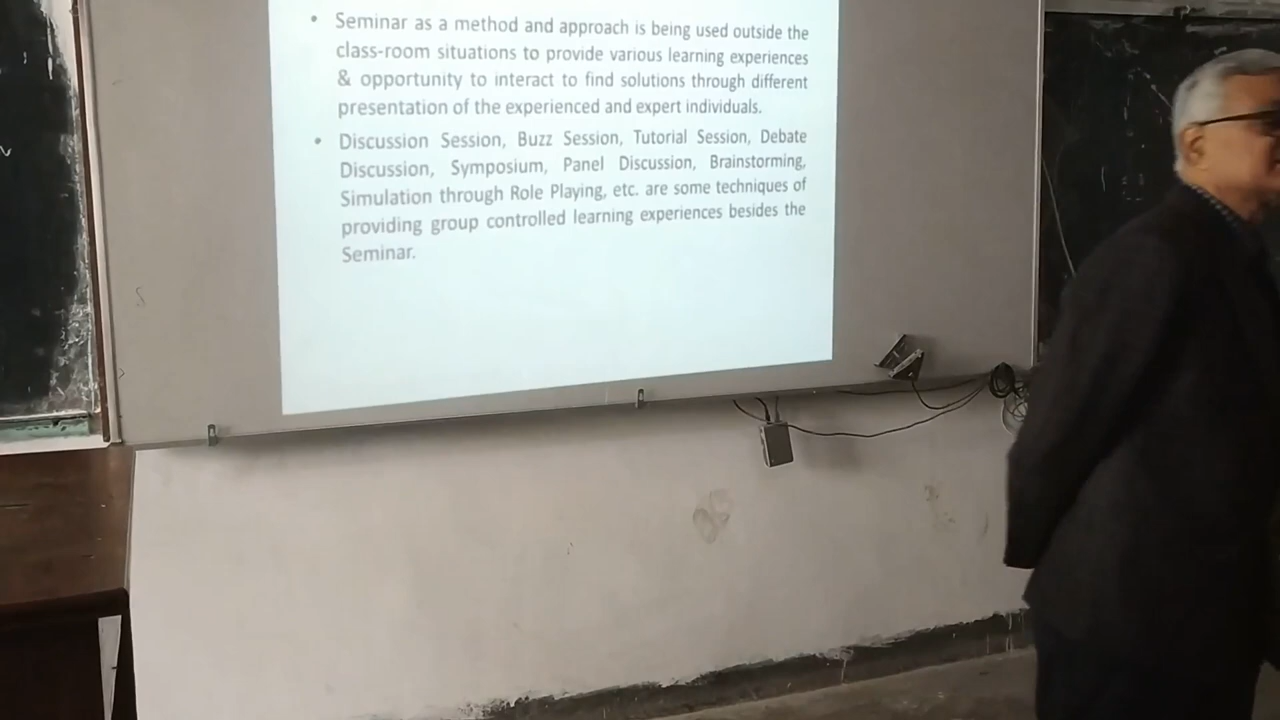 • Seminar as a method and approach is being used outside the
class-room situations to provide various learning experiences
& opportunity to interact to find solutions through different
presentation of the experienced and expert individuals.
• Discussion Session, Buzz Session, Tutorial Session, Debate
Discussion, Symposium, Panel Discussion, Brainstorming,
Simulation through Role Playing, etc. are some techniques of
providing group controlled learning experiences besides the
Seminar.